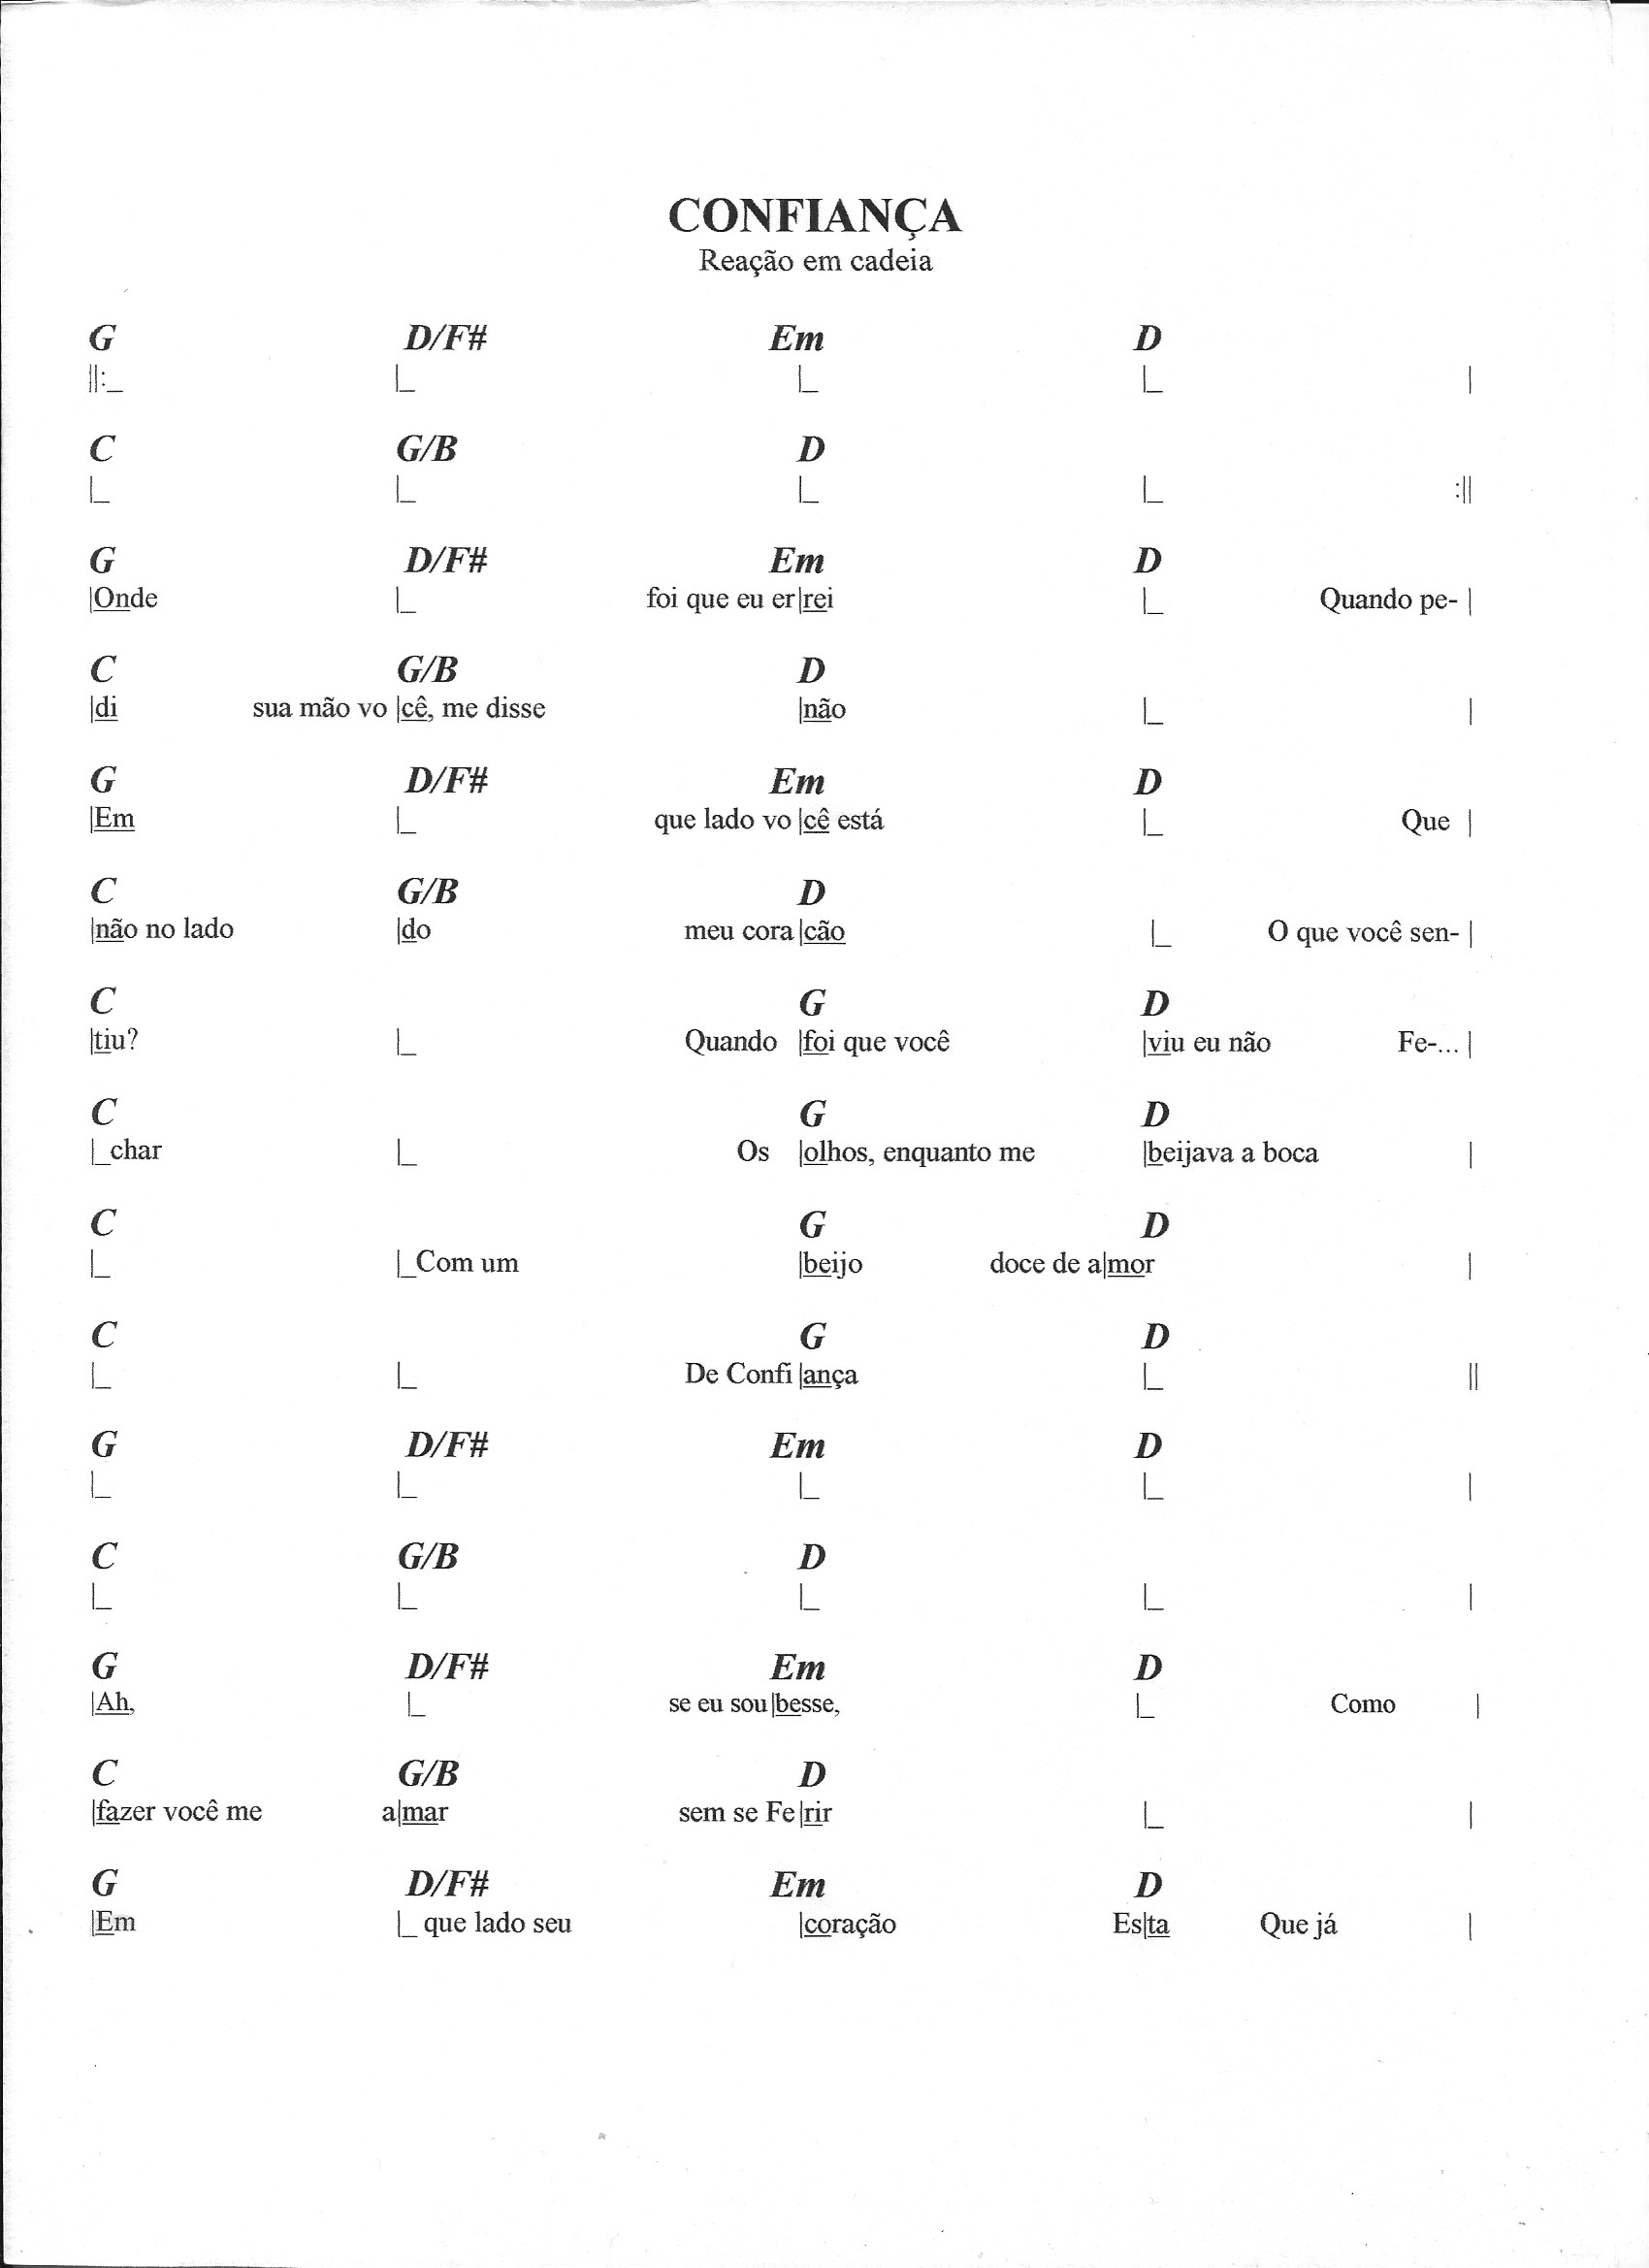 CONFIANÇA
Reação em cadeia
G D/F# Em D
||:_ |_ |_ |_ |
C G/B D
|_ |_ |_ |_ :||
G D/F# Em D
|Onde |_ foi que eu er|rei |_ Quando pe- |
C G/B D
|di sua mão vo |cê, me disse |não |_ |
G D/F# Em D
|Em |_ que lado vo |cê está |_ Que |
C G/B D
|não no lado |do meu cora |cão |_ O que você sen- |
C G D
|tiu? |_ Quando |foi que você |viu eu não Fe-... |
C G D
|_char |_ Os |olhos, enquanto me |beijava a boca |
C G D
|_ |_Com um |beijo doce de a|mor |
C G D
|_ |_ De Confi |ança |_ ||
G D/F# Em D
|_ |_ |_ |_ |
C G/B D
|_ |_ |_ |_ |
G D/F# Em D
|Ah, |_ se eu sou|besse, |_ Como |
C G/B D
|fazer você me a|mar sem se Fe |rir |_ |
G D/F# Em D
|Em |_ que lado seu |coração Es|ta Que já |